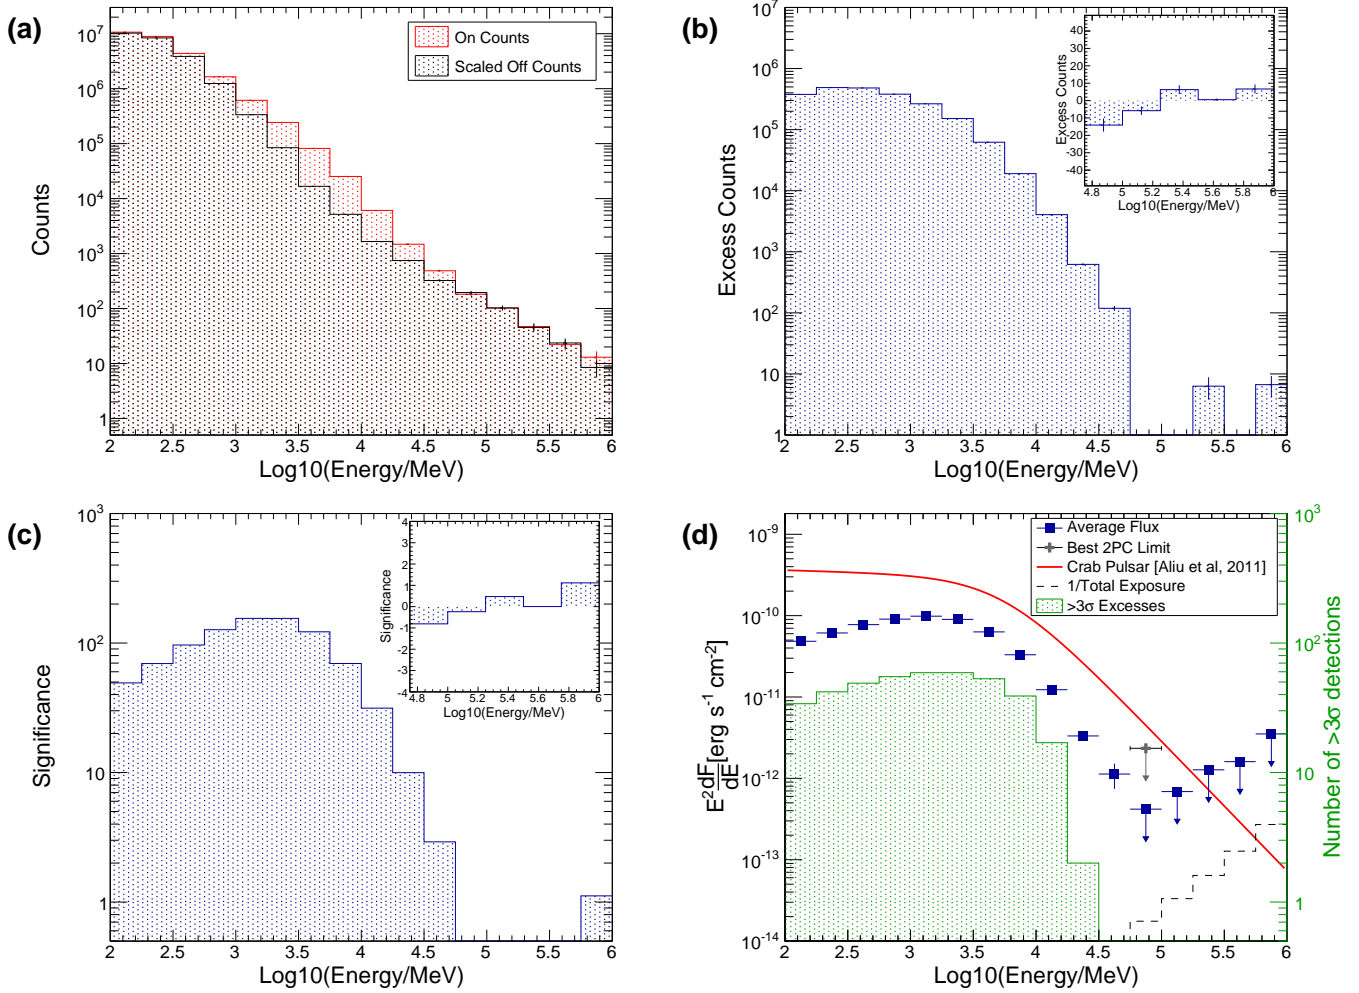 (a)
10^7
10^6
10^5
10^4
10^3
10^2
10
1
Counts
On Counts
Scaled Off Counts
2 2.5 3 3.5 4 4.5 5 5.5 6
Log10(Energy/MeV)
(b)
10^7
10^6
10^5
10^4
10^3
10^2
10
1
Excess Counts
2 2.5 3 3.5 4 4.5 5 5.5 6
Log10(Energy/MeV)
Excess Counts
40
30
20
10
0
-10
-20
-30
-40
4.8 5 5.2 5.4 5.6 5.8 6
Log10(Energy/MeV)
(c)
10^3
10^2
10
1
Significance
2 2.5 3 3.5 4 4.5 5 5.5 6
Log10(Energy/MeV)
Significance
4
3
2
1
0
-1
-2
-3
-4
4.8 5 5.2 5.4 5.6 5.8 6
Log10(Energy/MeV)
(d)
10^-9
10^-10
10^-11
10^-12
10^-13
10^-14
E^2 dF/dE [erg s^-1 cm^-2]
Average Flux
Best 2PC Limit
Crab Pulsar [Aliu et al, 2011]
1/Total Exposure
>3σ Excesses
10^3
10^2
10
1
Number of >3σ detections
2 2.5 3 3.5 4 4.5 5 5.5 6
Log10(Energy/MeV)